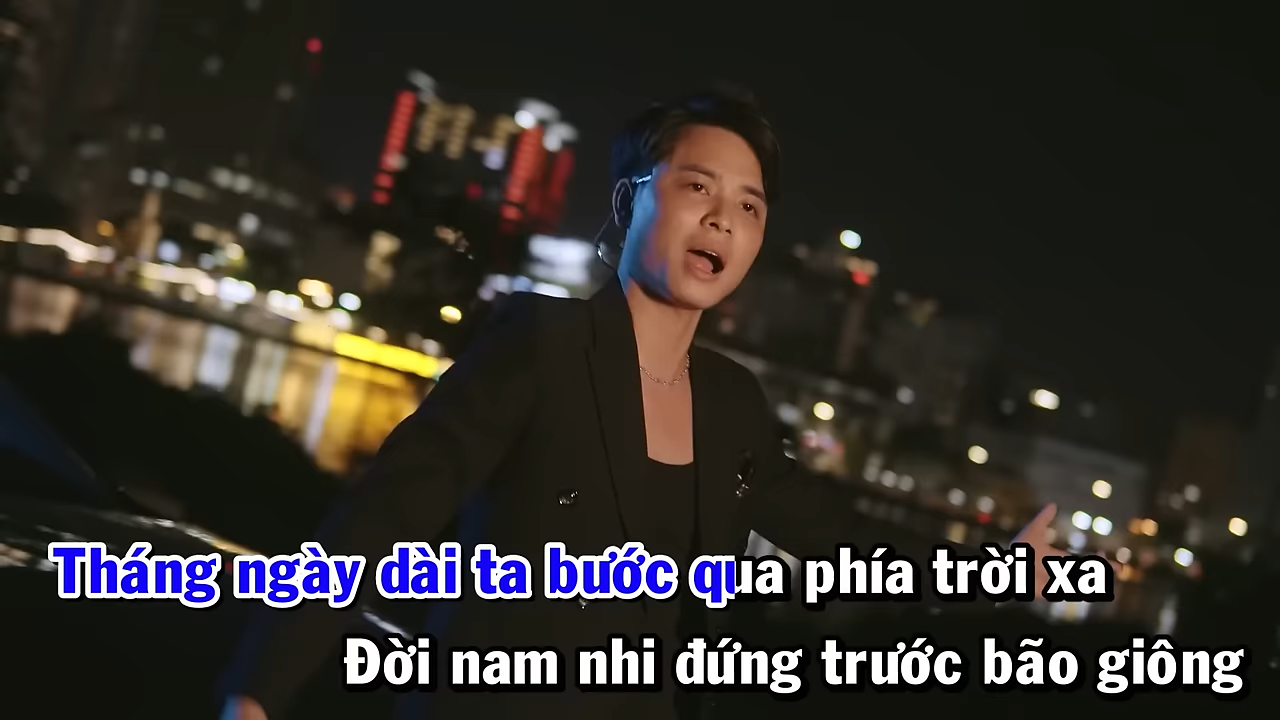 Tháng ngày dài ta bước qua phía trời xa
Đời nam nhi đứng trước bão giông